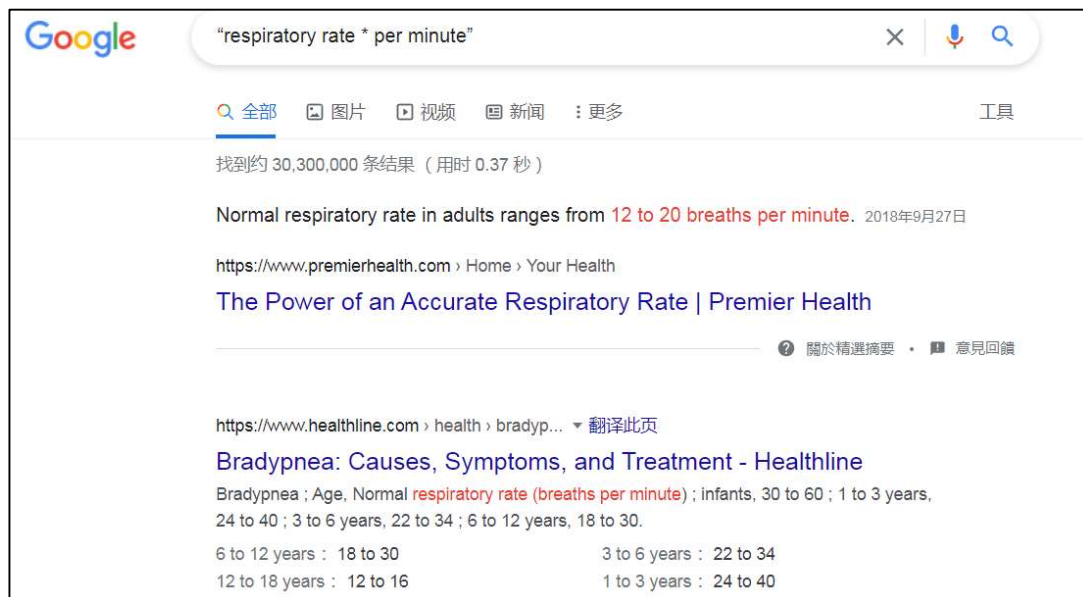 Google
“respiratory rate * per minute”
全部 图片 视频 新闻 更多 工具
找到约 30,300,000 条结果 （用时 0.37 秒）
Normal respiratory rate in adults ranges from 12 to 20 breaths per minute. 2018年9月27日
https://www.premierhealth.com › Home › Your Health
The Power of an Accurate Respiratory Rate | Premier Health
關於精選摘要 • 意見回饋
https://www.healthline.com › health › bradyp... 翻译此页
Bradypnea: Causes, Symptoms, and Treatment - Healthline
Bradypnea ; Age, Normal respiratory rate (breaths per minute) ; infants, 30 to 60 ; 1 to 3 years,
24 to 40 ; 3 to 6 years, 22 to 34 ; 6 to 12 years, 18 to 30.
6 to 12 years： 18 to 30 3 to 6 years： 22 to 34
12 to 18 years： 12 to 16 1 to 3 years： 24 to 40